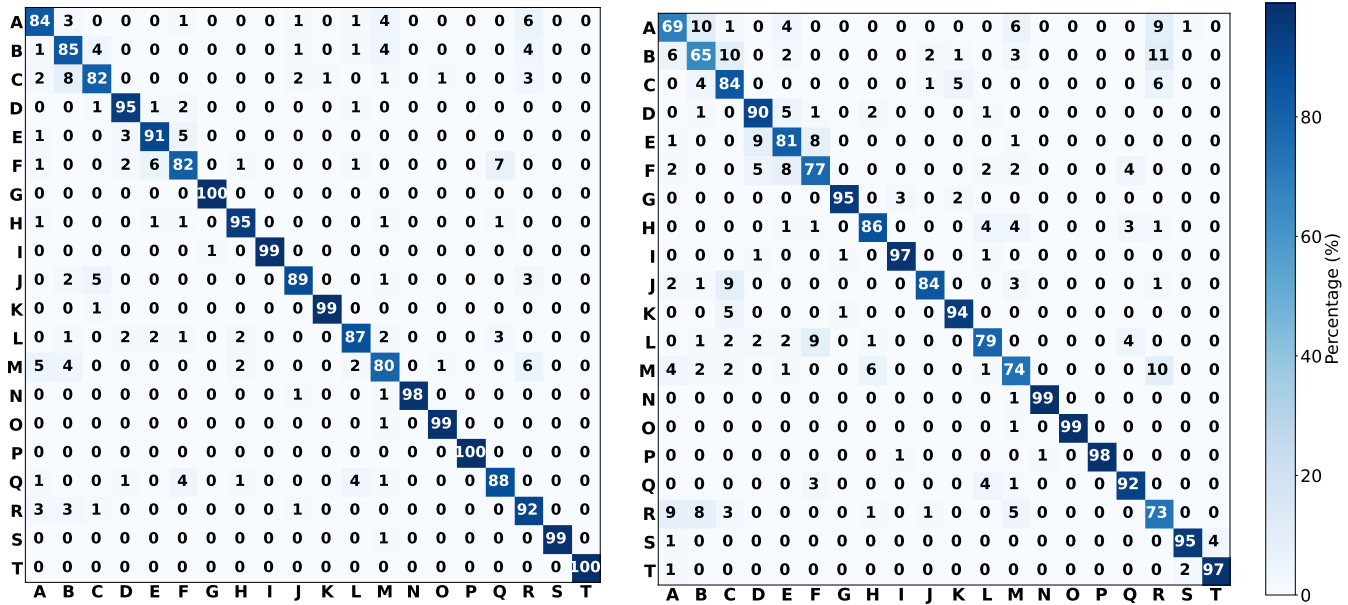 A 84 3 0 0 0 1 0 0 0 1 0 1 4 0 0 0 0 6 0 0
B 1 85 4 0 0 0 0 0 0 1 0 1 4 0 0 0 0 4 0 0
C 2 8 82 0 0 0 0 0 0 2 1 0 1 0 1 0 0 3 0 0
D 0 0 1 95 1 2 0 0 0 0 0 1 0 0 0 0 0 0 0 0
E 1 0 0 3 91 5 0 0 0 0 0 0 0 0 0 0 0 0 0 0
F 1 0 0 2 6 82 0 1 0 0 0 1 0 0 0 0 7 0 0 0
G 0 0 0 0 0 0 100 0 0 0 0 0 0 0 0 0 0 0 0 0
H 1 0 0 0 1 1 0 95 0 0 0 0 1 0 0 0 1 0 0 0
I 0 0 0 0 0 0 1 0 99 0 0 0 0 0 0 0 0 0 0 0
J 0 2 5 0 0 0 0 0 0 89 0 0 1 0 0 0 0 3 0 0
K 0 0 1 0 0 0 0 0 0 0 99 0 0 0 0 0 0 0 0 0
L 0 1 0 2 2 1 0 2 0 0 0 87 2 0 0 0 3 0 0 0
M 5 4 0 0 0 0 0 2 0 0 0 2 80 0 1 0 0 6 0 0
N 0 0 0 0 0 0 0 0 0 1 0 0 1 98 0 0 0 0 0 0
O 0 0 0 0 0 0 0 0 0 0 0 0 1 0 99 0 0 0 0 0
P 0 0 0 0 0 0 0 0 0 0 0 0 0 0 0 100 0 0 0 0
Q 1 0 0 1 0 4 0 1 0 0 0 4 1 0 0 0 88 0 0 0
R 3 3 1 0 0 0 0 0 0 1 0 0 0 0 0 0 0 92 0 0
S 0 0 0 0 0 0 0 0 0 0 0 0 1 0 0 0 0 0 99 0
T 0 0 0 0 0 0 0 0 0 0 0 0 0 0 0 0 0 0 0 100
A B C D E F G H I J K L M N O P Q R S T
A 69 10 1 0 4 0 0 0 0 0 0 0 6 0 0 0 0 9 1 0
B 6 65 10 0 2 0 0 0 0 2 1 0 3 0 0 0 0 11 0 0
C 0 4 84 0 0 0 0 0 0 1 5 0 0 0 0 0 0 6 0 0
D 0 1 0 90 5 1 0 2 0 0 0 1 0 0 0 0 0 0 0 0
E 1 0 0 9 81 8 0 0 0 0 0 0 1 0 0 0 0 0 0 0
F 2 0 0 5 8 77 0 0 0 0 0 2 2 0 0 0 4 0 0 0
G 0 0 0 0 0 0 95 0 3 0 2 0 0 0 0 0 0 0 0 0
H 0 0 0 0 1 1 0 86 0 0 0 4 4 0 0 0 3 1 0 0
I 0 0 0 1 0 0 1 0 97 0 0 1 0 0 0 0 0 0 0 0
J 2 1 9 0 0 0 0 0 0 84 0 0 3 0 0 0 0 1 0 0
K 0 0 5 0 0 0 1 0 0 0 94 0 0 0 0 0 0 0 0 0
L 0 1 2 2 2 9 0 1 0 0 0 79 0 0 0 0 4 0 0 0
M 4 2 2 0 1 0 0 6 0 0 0 1 74 0 0 0 0 10 0 0
N 0 0 0 0 0 0 0 0 0 0 0 0 1 99 0 0 0 0 0 0
O 0 0 0 0 0 0 0 0 0 0 0 0 1 0 99 0 0 0 0 0
P 0 0 0 0 0 0 0 0 1 0 0 0 0 1 0 98 0 0 0 0
Q 0 0 0 0 0 3 0 0 0 0 0 4 1 0 0 0 92 0 0 0
R 9 8 3 0 0 0 0 1 0 1 0 0 5 0 0 0 0 73 0 0
S 1 0 0 0 0 0 0 0 0 0 0 0 0 0 0 0 0 0 95 4
T 1 0 0 0 0 0 0 0 0 0 0 0 0 0 0 0 0 0 2 97
A B C D E F G H I J K L M N O P Q R S T
80
60
40
20
0
Percentage (%)